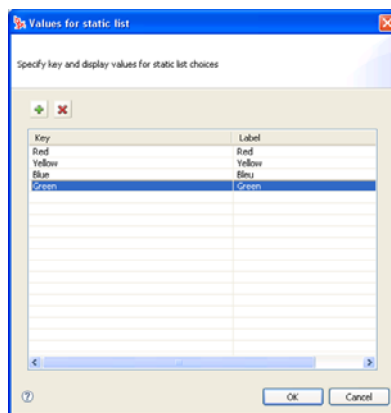 Values for static list
Specify key and display values for static list choices
Key Label
Red Red
Yellow Yellow
Blue Bleu
Green Green
OK Cancel